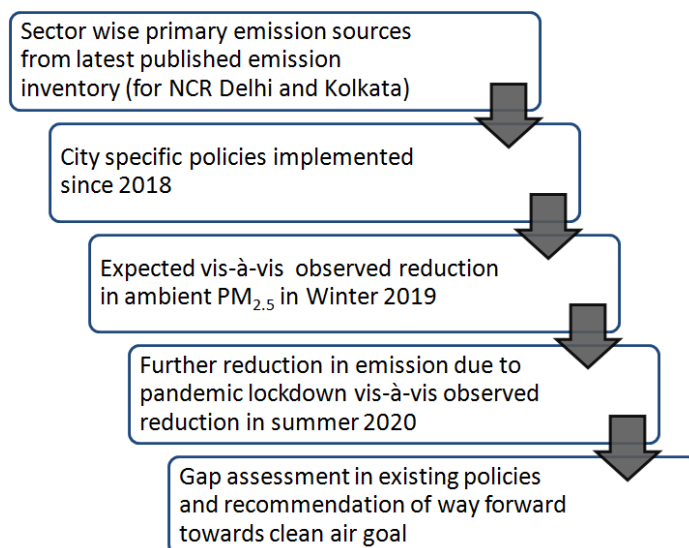 Sector wise primary emission sources
from latest published emission
inventory (for NCR Delhi and Kolkata)
City specific policies implemented
since 2018
Expected vis-à-vis observed reduction
in ambient PM2.5 in Winter 2019
Further reduction in emission due to
pandemic lockdown vis-à-vis observed
reduction in summer 2020
Gap assessment in existing policies
and recommendation of way forward
towards clean air goal